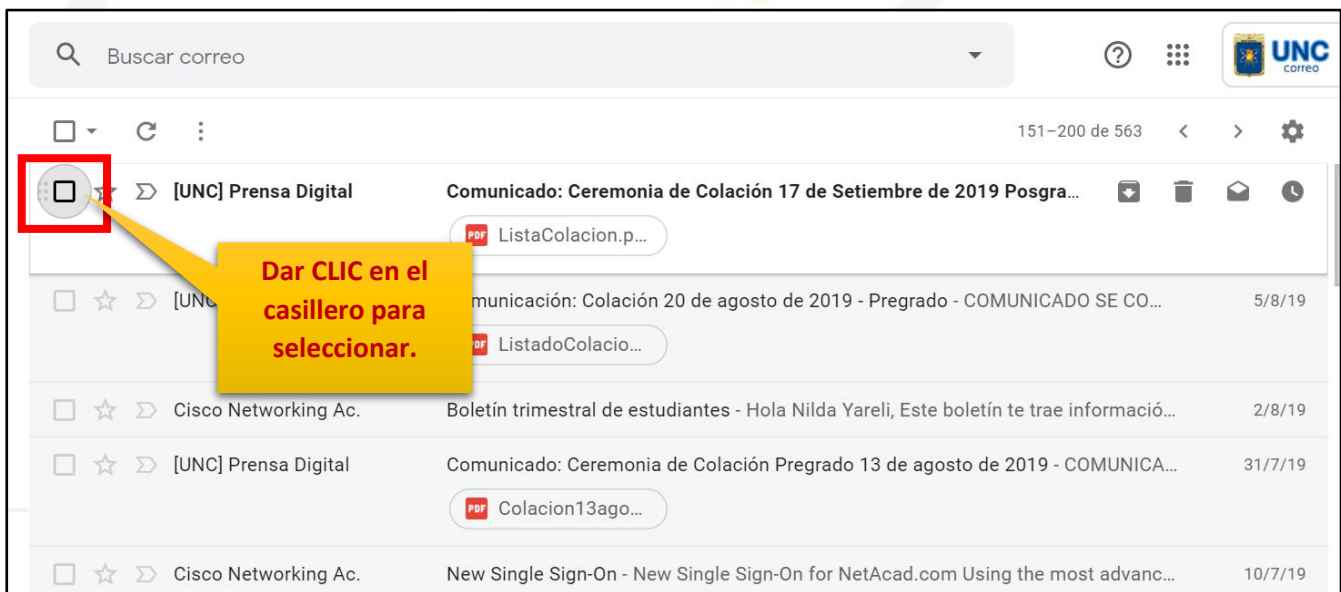 Buscar correo
UNC
correo
151–200 de 563
[UNC] Prensa Digital Comunicado: Ceremonia de Colación 17 de Setiembre de 2019 Posgra...
PDF ListaColacion.p...
Dar CLIC en el
casillero para
seleccionar.
[UNC municación: Colación 20 de agosto de 2019 - Pregrado - COMUNICADO SE CO... 5/8/19
PDF ListadoColacio...
Cisco Networking Ac. Boletín trimestral de estudiantes - Hola Nilda Yareli, Este boletín te trae informació... 2/8/19
[UNC] Prensa Digital Comunicado: Ceremonia de Colación Pregrado 13 de agosto de 2019 - COMUNICA... 31/7/19
PDF Colacion13ago...
Cisco Networking Ac. New Single Sign-On - New Single Sign-On for NetAcad.com Using the most advanc... 10/7/19